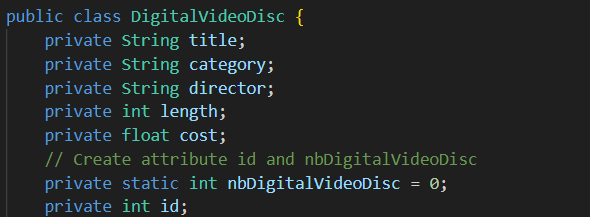 public class DigitalVideoDisc {
    private String title;
    private String category;
    private String director;
    private int length;
    private float cost;
    // Create attribute id and nbDigitalVideoDisc
    private static int nbDigitalVideoDisc = 0;
    private int id;